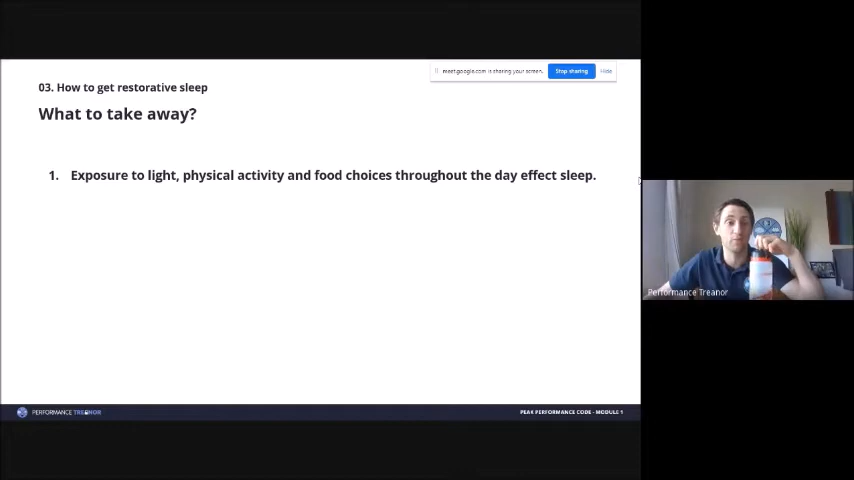 03. How to get restorative sleep
meet.google.com is sharing your screen.
Stop sharing
Hide
What to take away?
1. Exposure to light, physical activity and food choices throughout the day effect sleep.
Performance Treanor
PERFORMANCE TREANOR
PEAK PERFORMANCE CODE - MODULE 1